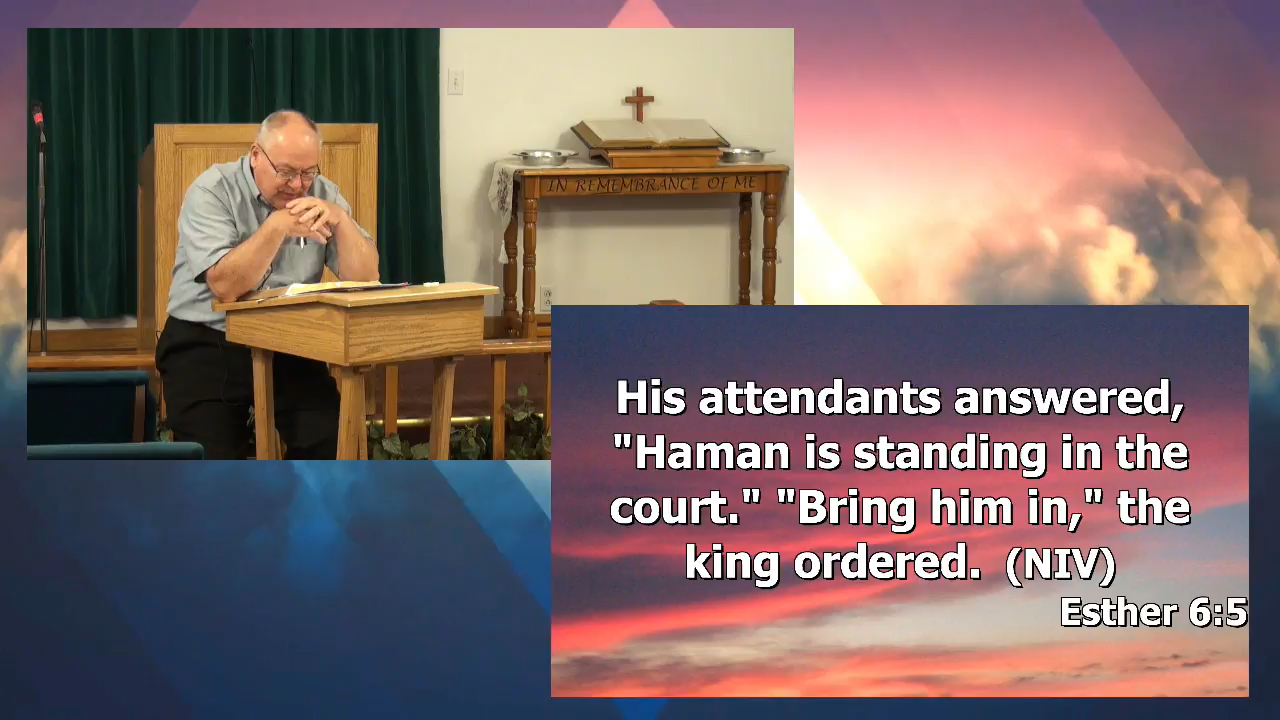 IN REMEMBRANCE OF ME
His attendants answered,
"Haman is standing in the
court." "Bring him in," the
king ordered. (NIV)
Esther 6:5